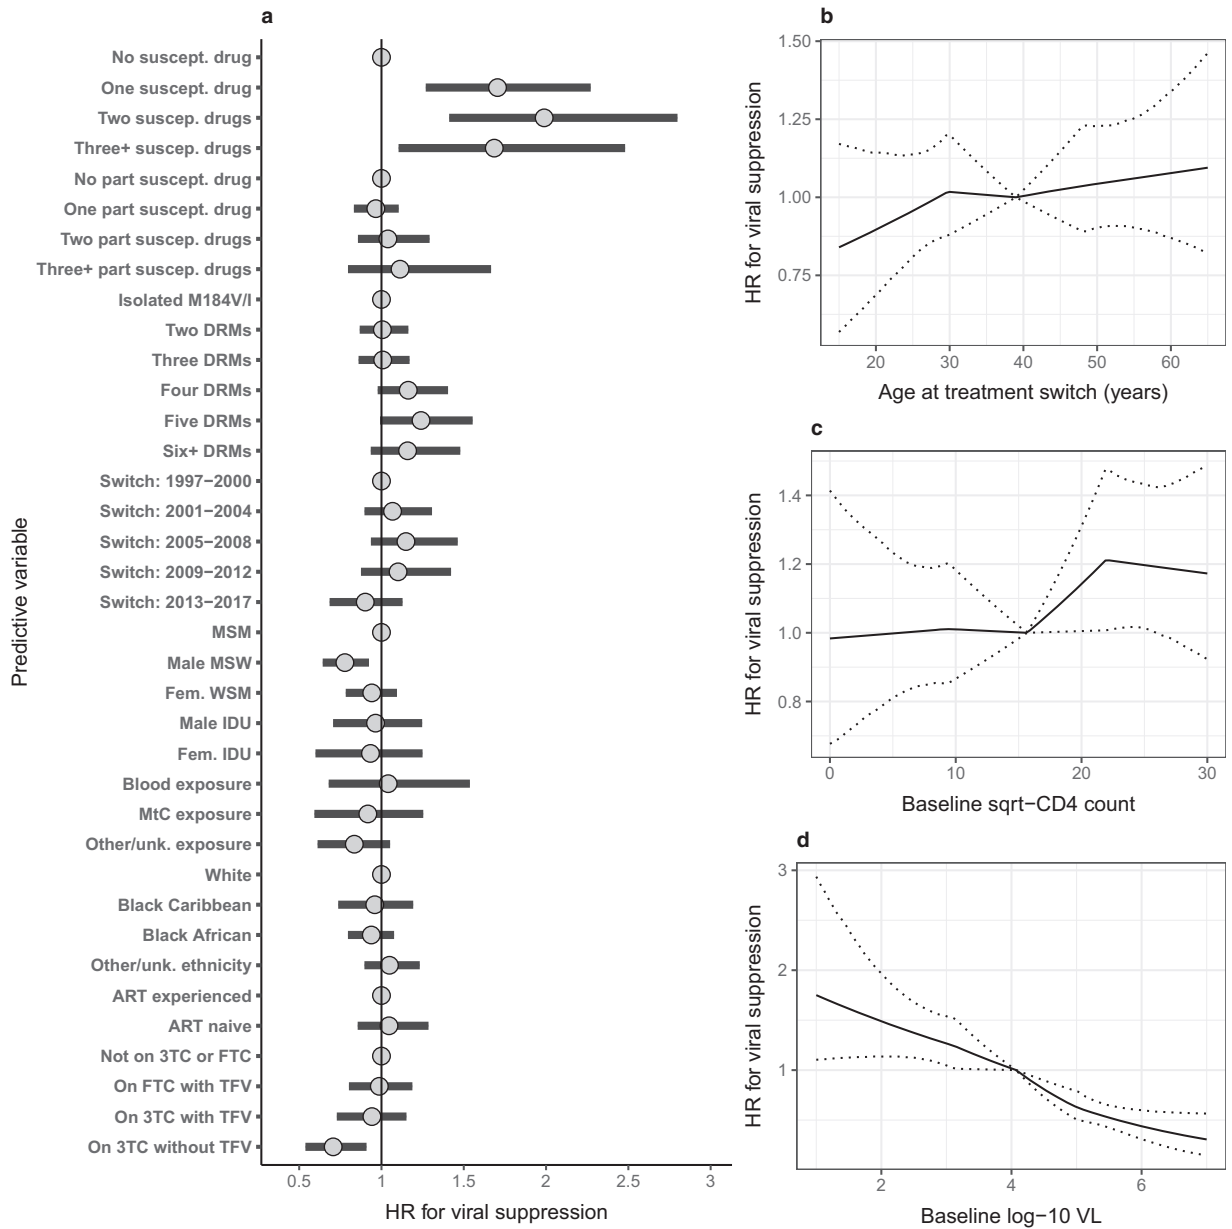 a
Predictive variable
No suscept. drug
One suscept. drug
Two suscep. drugs
Three+ suscep. drugs
No part suscept. drug
One part suscept. drug
Two part suscep. drugs
Three+ part suscep. drugs
Isolated M184V/I
Two DRMs
Three DRMs
Four DRMs
Five DRMs
Six+ DRMs
Switch: 1997−2000
Switch: 2001−2004
Switch: 2005−2008
Switch: 2009−2012
Switch: 2013−2017
MSM
Male MSW
Fem. WSM
Male IDU
Fem. IDU
Blood exposure
MtC exposure
Other/unk. exposure
White
Black Caribbean
Black African
Other/unk. ethnicity
ART experienced
ART naive
Not on 3TC or FTC
On FTC with TFV
On 3TC with TFV
On 3TC without TFV
0.5 1 1.5 2 2.5 3
HR for viral suppression
b
HR for viral suppression
1.50
1.25
1.00
0.75
20 30 40 50 60
Age at treatment switch (years)
c
HR for viral suppression
1.4
1.2
1.0
0.8
0 10 20 30
Baseline sqrt−CD4 count
d
HR for viral suppression
3
2
1
2 4 6
Baseline log−10 VL